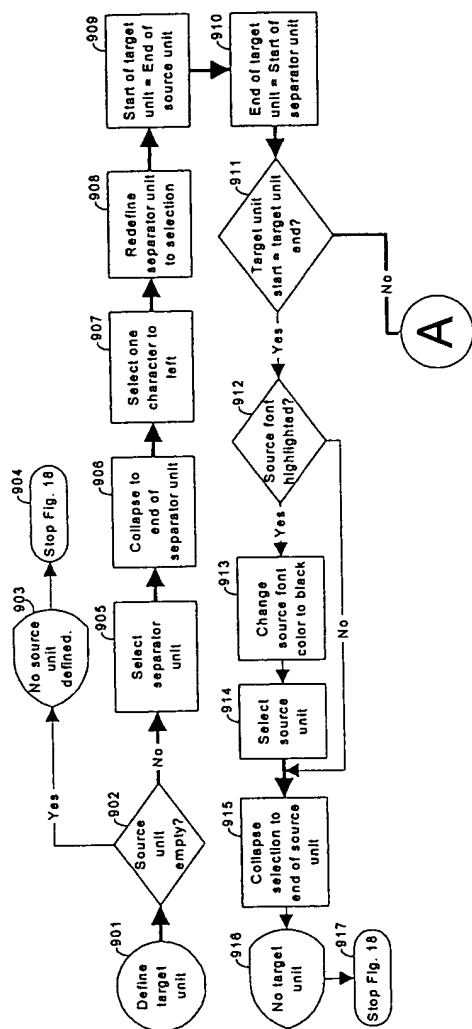 901
Define
target
unit
902
Source
unit
empty?
Yes
903
No source
unit
defined.
904
Stop Fig. 18
No
905
Select
separator
unit
906
Collapse to
end of
separator
unit
907
Select one
character to
left
908
Redefine
separator unit
to selection
909
Start of target
unit = End of
source unit
910
End of target
unit = Start of
separator
unit
911
Target unit
start = target unit
end?
No
A
Yes
912
Source font
highlighted?
Yes
No
913
Change
source font
color to black
914
Select
source
unit
915
Collapse
selection to
end of source
unit
916
No target
unit
917
Stop Fig. 18